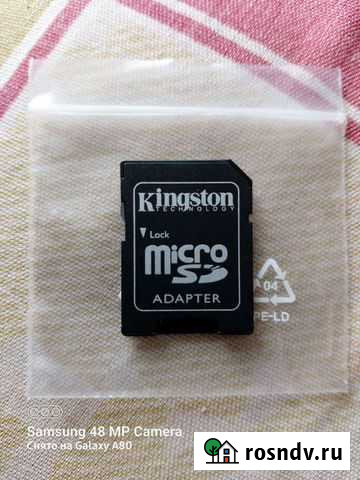 Kingston
TECHNOLOGY
Lock
micro
SD
ADAPTER
04
PE-LD
Samsung 48 MP Camera
Снято на Galaxy A80
rosndv.ru